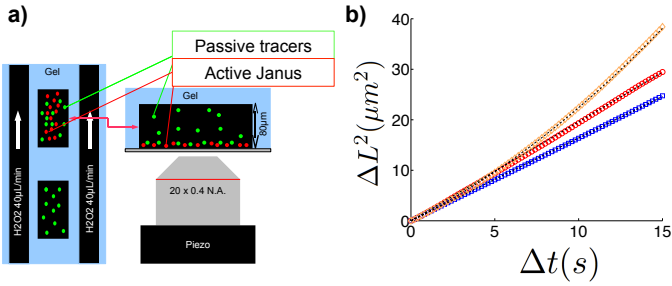 a)
Passive tracers
Active Janus
Gel
Gel
80μm
H2O2 40μL/min
H2O2 40μL/min
20 x 0.4 N.A.
Piezo
b)
ΔL²(μm²)
40
30
20
10
0
0
5
10
15
Δt(s)